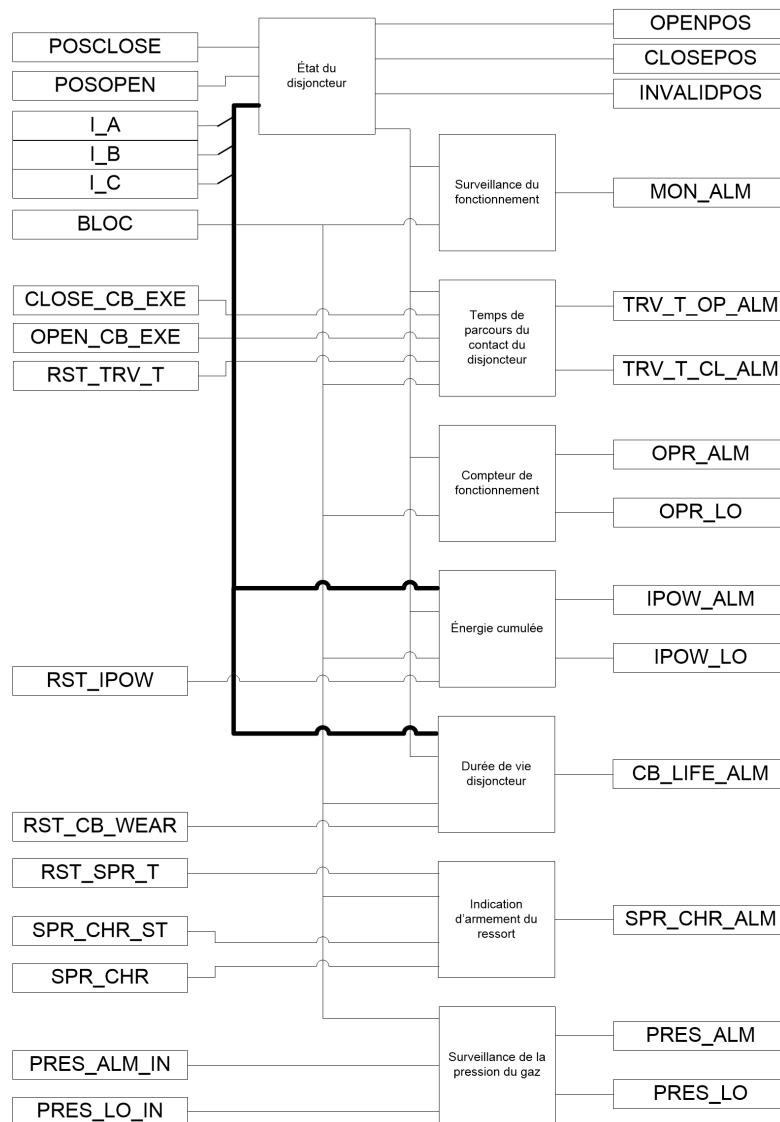 POSCLOSE
POSOPEN
I_A
I_B
I_C
BLOC
CLOSE_CB_EXE
OPEN_CB_EXE
RST_TRV_T
RST_IPOW
RST_CB_WEAR
RST_SPR_T
SPR_CHR_ST
SPR_CHR
PRES_ALM_IN
PRES_LO_IN
État du
disjoncteur
Surveillance du
fonctionnement
Temps de
parcours du
contact du
disjoncteur
Compteur de
fonctionnement
Énergie cumulée
Durée de vie
disjoncteur
Indication
d'armement du
ressort
Surveillance de la
pression du gaz
OPENPOS
CLOSEPOS
INVALIDPOS
MON_ALM
TRV_T_OP_ALM
TRV_T_CL_ALM
OPR_ALM
OPR_LO
IPOW_ALM
IPOW_LO
CB_LIFE_ALM
SPR_CHR_ALM
PRES_ALM
PRES_LO